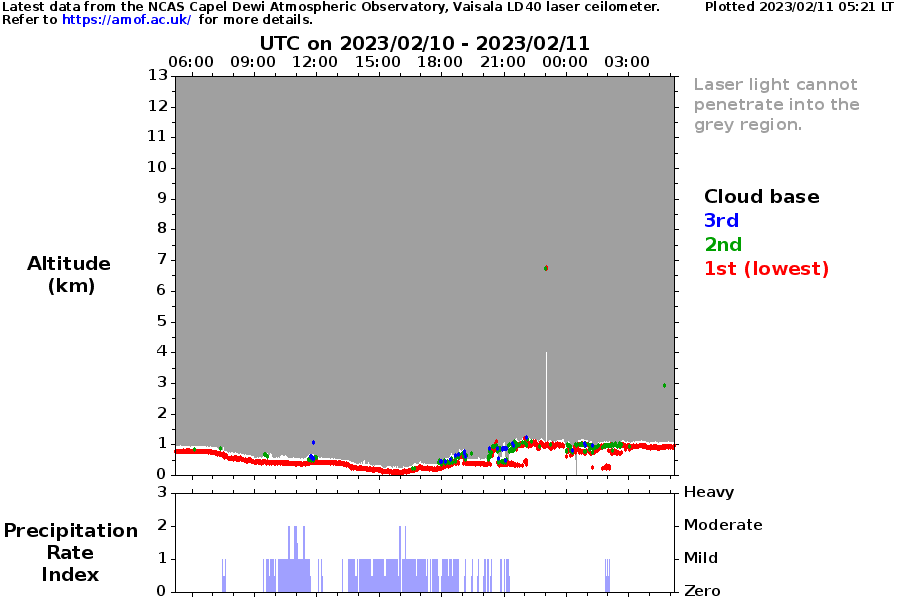 Latest data from the NCAS Capel Dewi Atmospheric Observatory, Vaisala LD40 laser ceilometer. Plotted 2023/02/11 05:21 LT
Refer to https://amof.ac.uk/ for more details.
UTC on 2023/02/10 - 2023/02/11
06:00 09:00 12:00 15:00 18:00 21:00 00:00 03:00
13
12
11
10
9
8
7
6
5
4
3
2
1
0
Altitude
(km)
Laser light cannot
penetrate into the
grey region.
Cloud base
3rd
2nd
1st (lowest)
Precipitation
Rate
Index
3 Heavy
2 Moderate
1 Mild
0 Zero